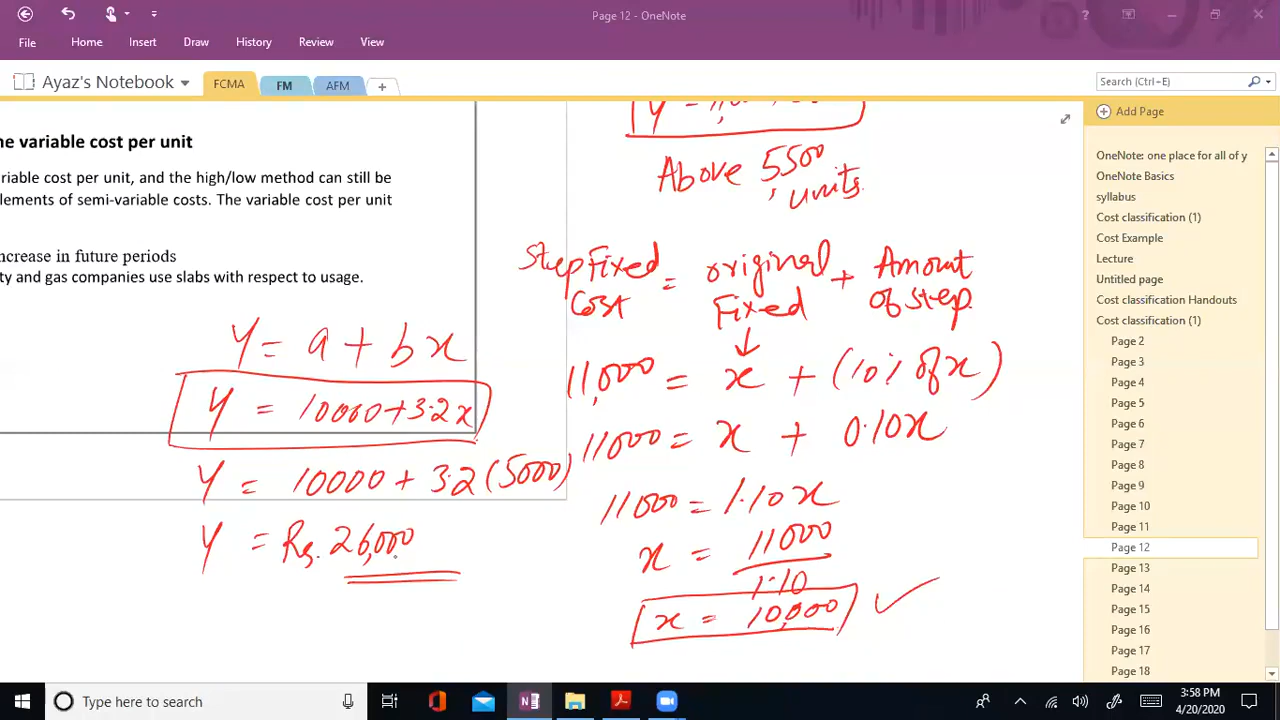 Page 12 - OneNote
?
File Home Insert Draw History Review View
Ayaz's Notebook FCMA FM AFM +
Search (Ctrl+E)
Add Page
he variable cost per unit
riable cost per unit, and the high/low method can still be
lements of semi-variable costs. The variable cost per unit
ncrease in future periods
ty and gas companies use slabs with respect to usage.
Y = a + bx
Y = 10000+3.2x
Y = 10000 + 3.2 (5000)
Y = Rs. 26,000
Above 5500 units
Step Fixed Cost = original Fixed + Amount of step
↓
11,000 = x + (10% of x)
11000 = x + 0.10x
11000 = 1.10x
x = 11000
1.10
x = 10,000 ✓
OneNote: one place for all of y
OneNote Basics
syllabus
Cost classification (1)
Cost Example
Lecture
Untitled page
Cost classification Handouts
Cost classification (1)
Page 2
Page 3
Page 4
Page 5
Page 6
Page 7
Page 8
Page 9
Page 10
Page 11
Page 12
Page 13
Page 14
Page 15
Page 16
Page 17
Page 18
Type here to search
3:58 PM
4/20/2020